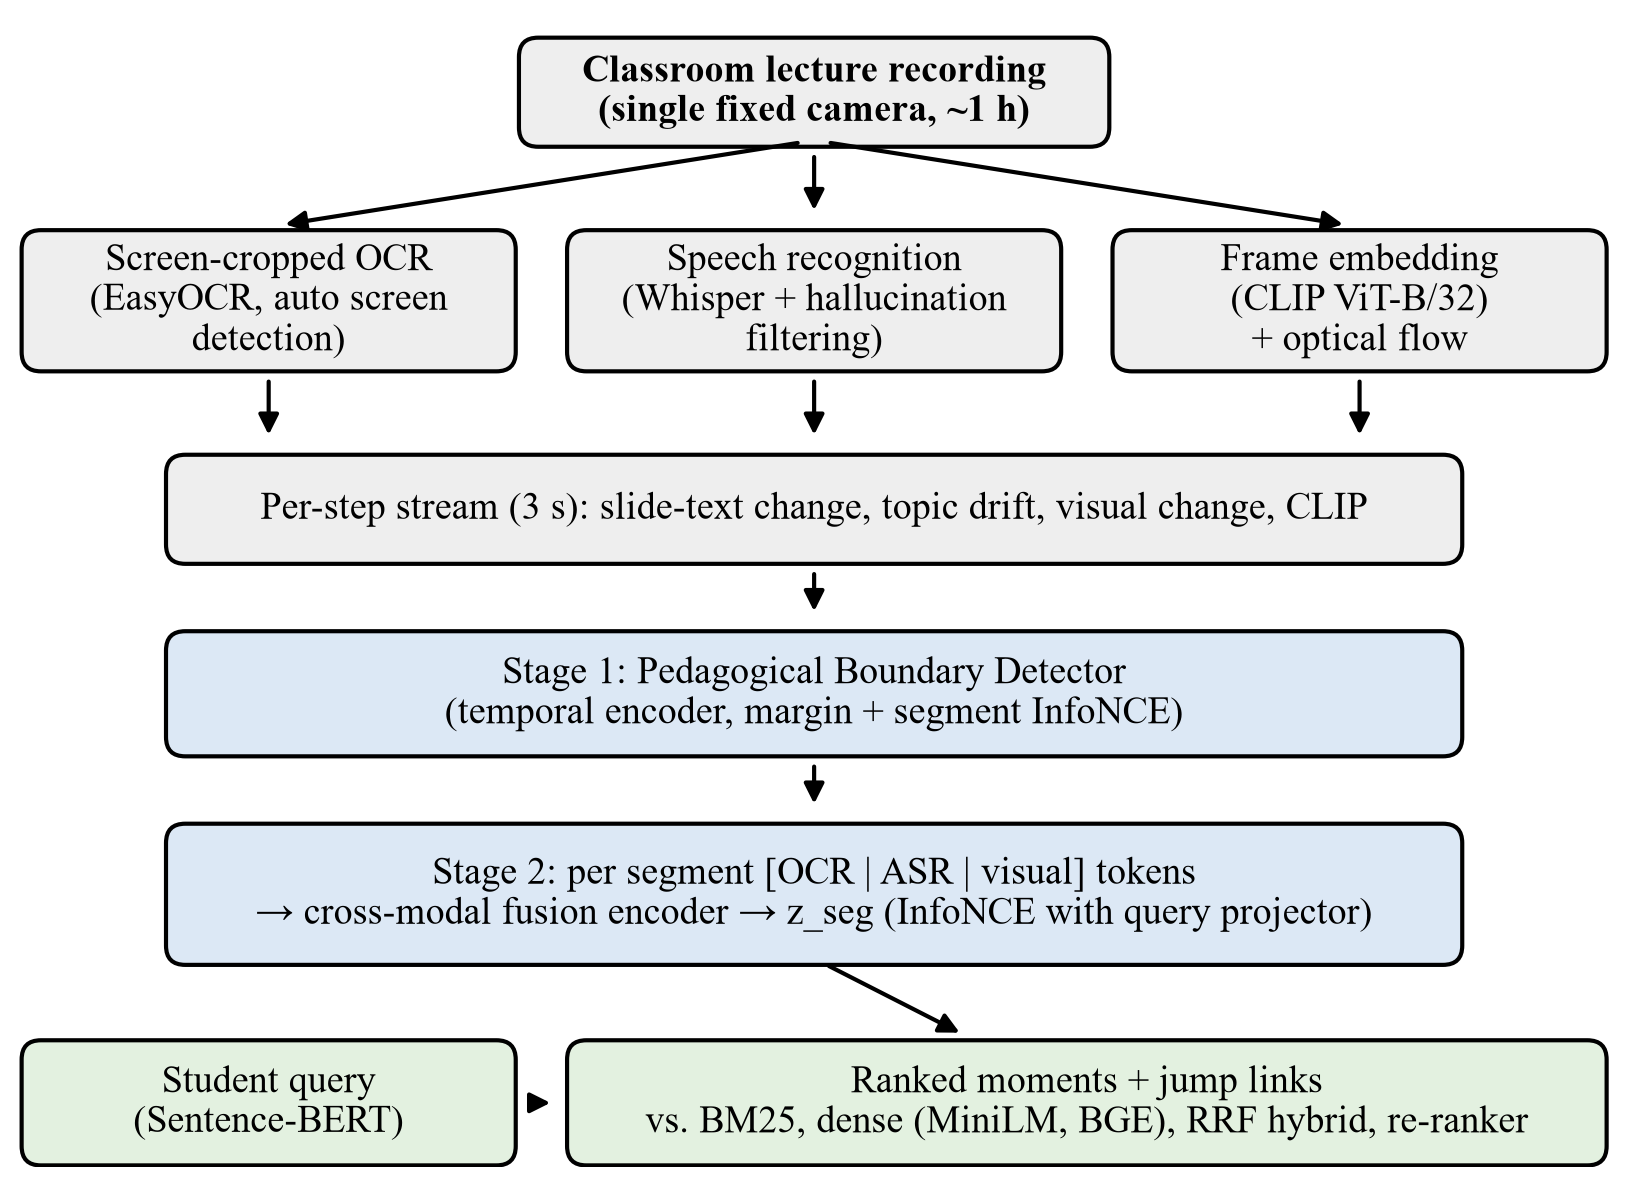 Classroom lecture recording
(single fixed camera, ~1 h)
Screen-cropped OCR
(EasyOCR, auto screen
detection)
Speech recognition
(Whisper + hallucination
filtering)
Frame embedding
(CLIP ViT-B/32)
+ optical flow
Per-step stream (3 s): slide-text change, topic drift, visual change, CLIP
Stage 1: Pedagogical Boundary Detector
(temporal encoder, margin + segment InfoNCE)
Stage 2: per segment [OCR | ASR | visual] tokens
→ cross-modal fusion encoder → z_seg (InfoNCE with query projector)
Student query
(Sentence-BERT)
Ranked moments + jump links
vs. BM25, dense (MiniLM, BGE), RRF hybrid, re-ranker